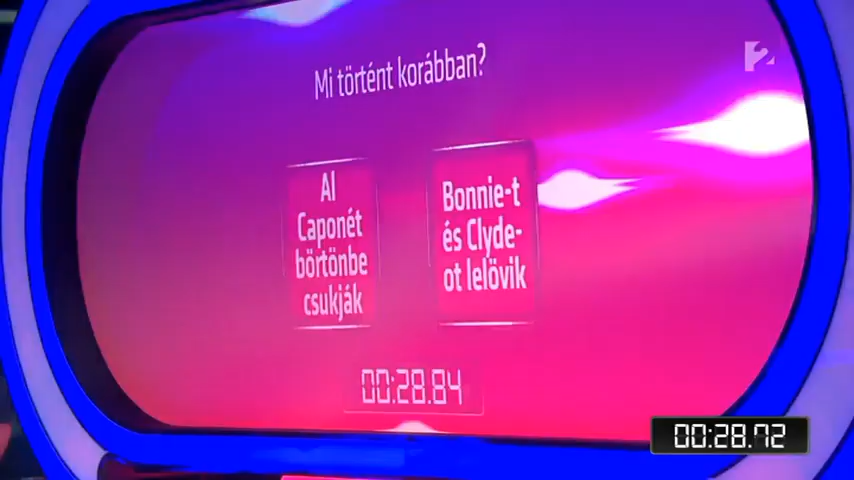 Mi történt korábban?
Al
Caponét
börtönbe
csukják
Bonnie-t
és Clyde-
ot lelövik
00:28.84
00:28.72
2